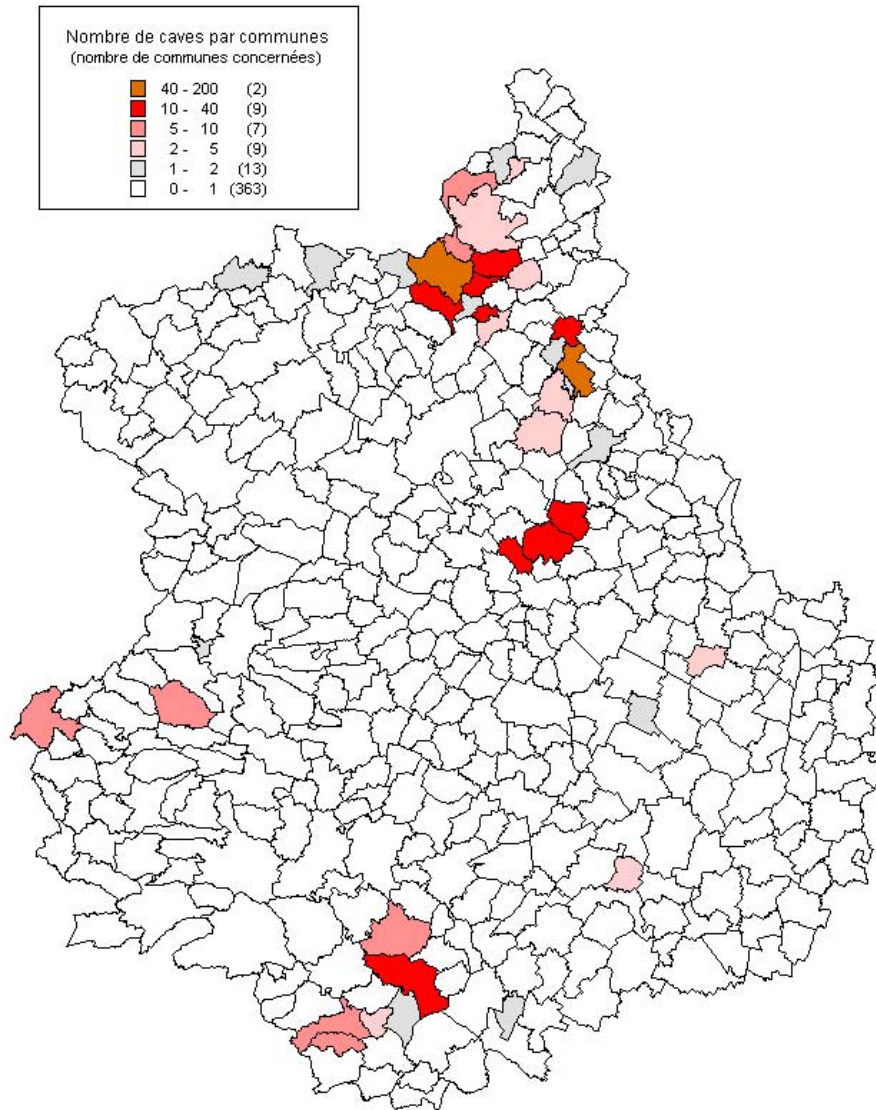 Nombre de caves par communes
(nombre de communes concernées)
40 - 200 (2)
10 - 40 (9)
5 - 10 (7)
2 - 5 (9)
1 - 2 (13)
0 - 1 (363)